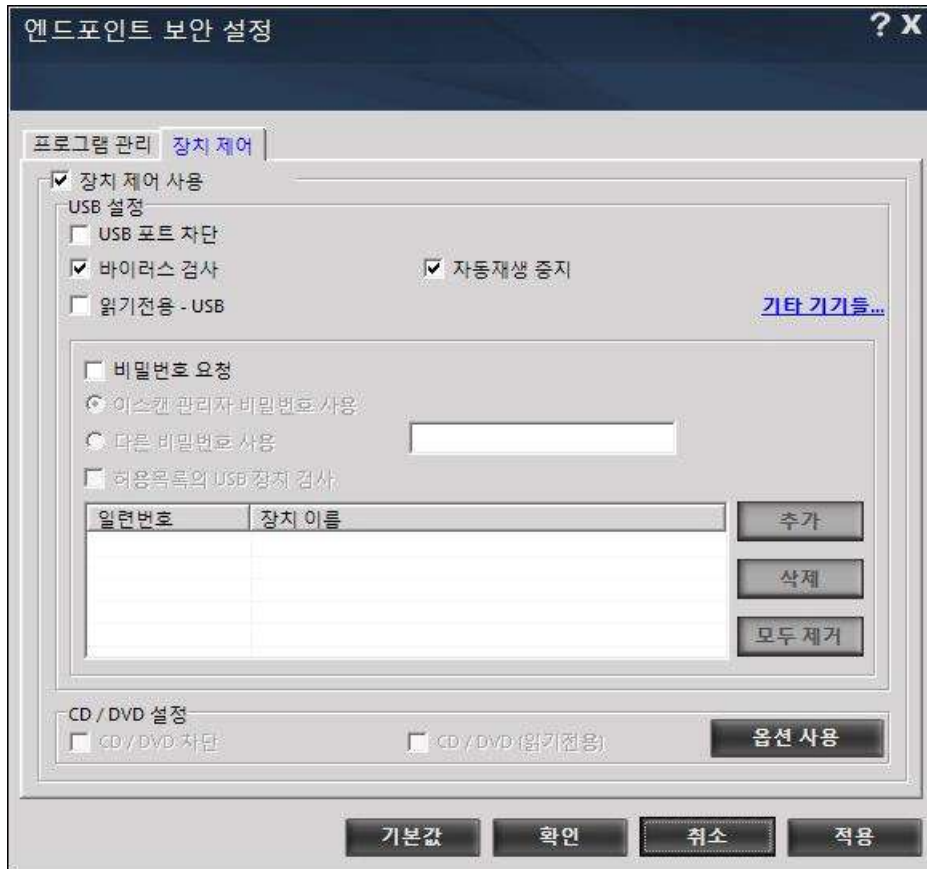 엔드포인트 보안 설정 ? X
프로그램 관리 장치 제어
장치 제어 사용
USB 설정
USB 포트 차단
바이러스 검사 자동재생 중지
읽기전용 - USB 기타 기기들...
비밀번호 요청
이스캔 관리자 비밀번호 사용
다른 비밀번호 사용
허용목록의 USB 장치 검사
일련번호 장치 이름 추가
삭제
모두 제거
CD / DVD 설정
CD / DVD 차단 CD / DVD (읽기전용) 옵션 사용
기본값 확인 취소 적용